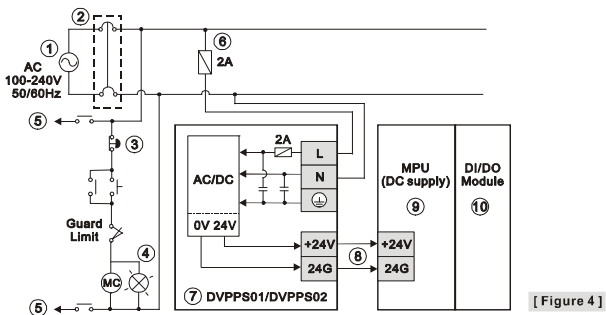 ②
①
⑥
2A
AC
100-240V
50/60Hz
⑤
③
2A
L
N
AC/DC
0V 24V
+24V
24G
⑧
+24V
24G
MPU
(DC supply)
⑨
DI/DO
Module
⑩
Guard
Limit
④
MC
⑤
⑦ DVPPS01/DVPPS02
[ Figure 4 ]